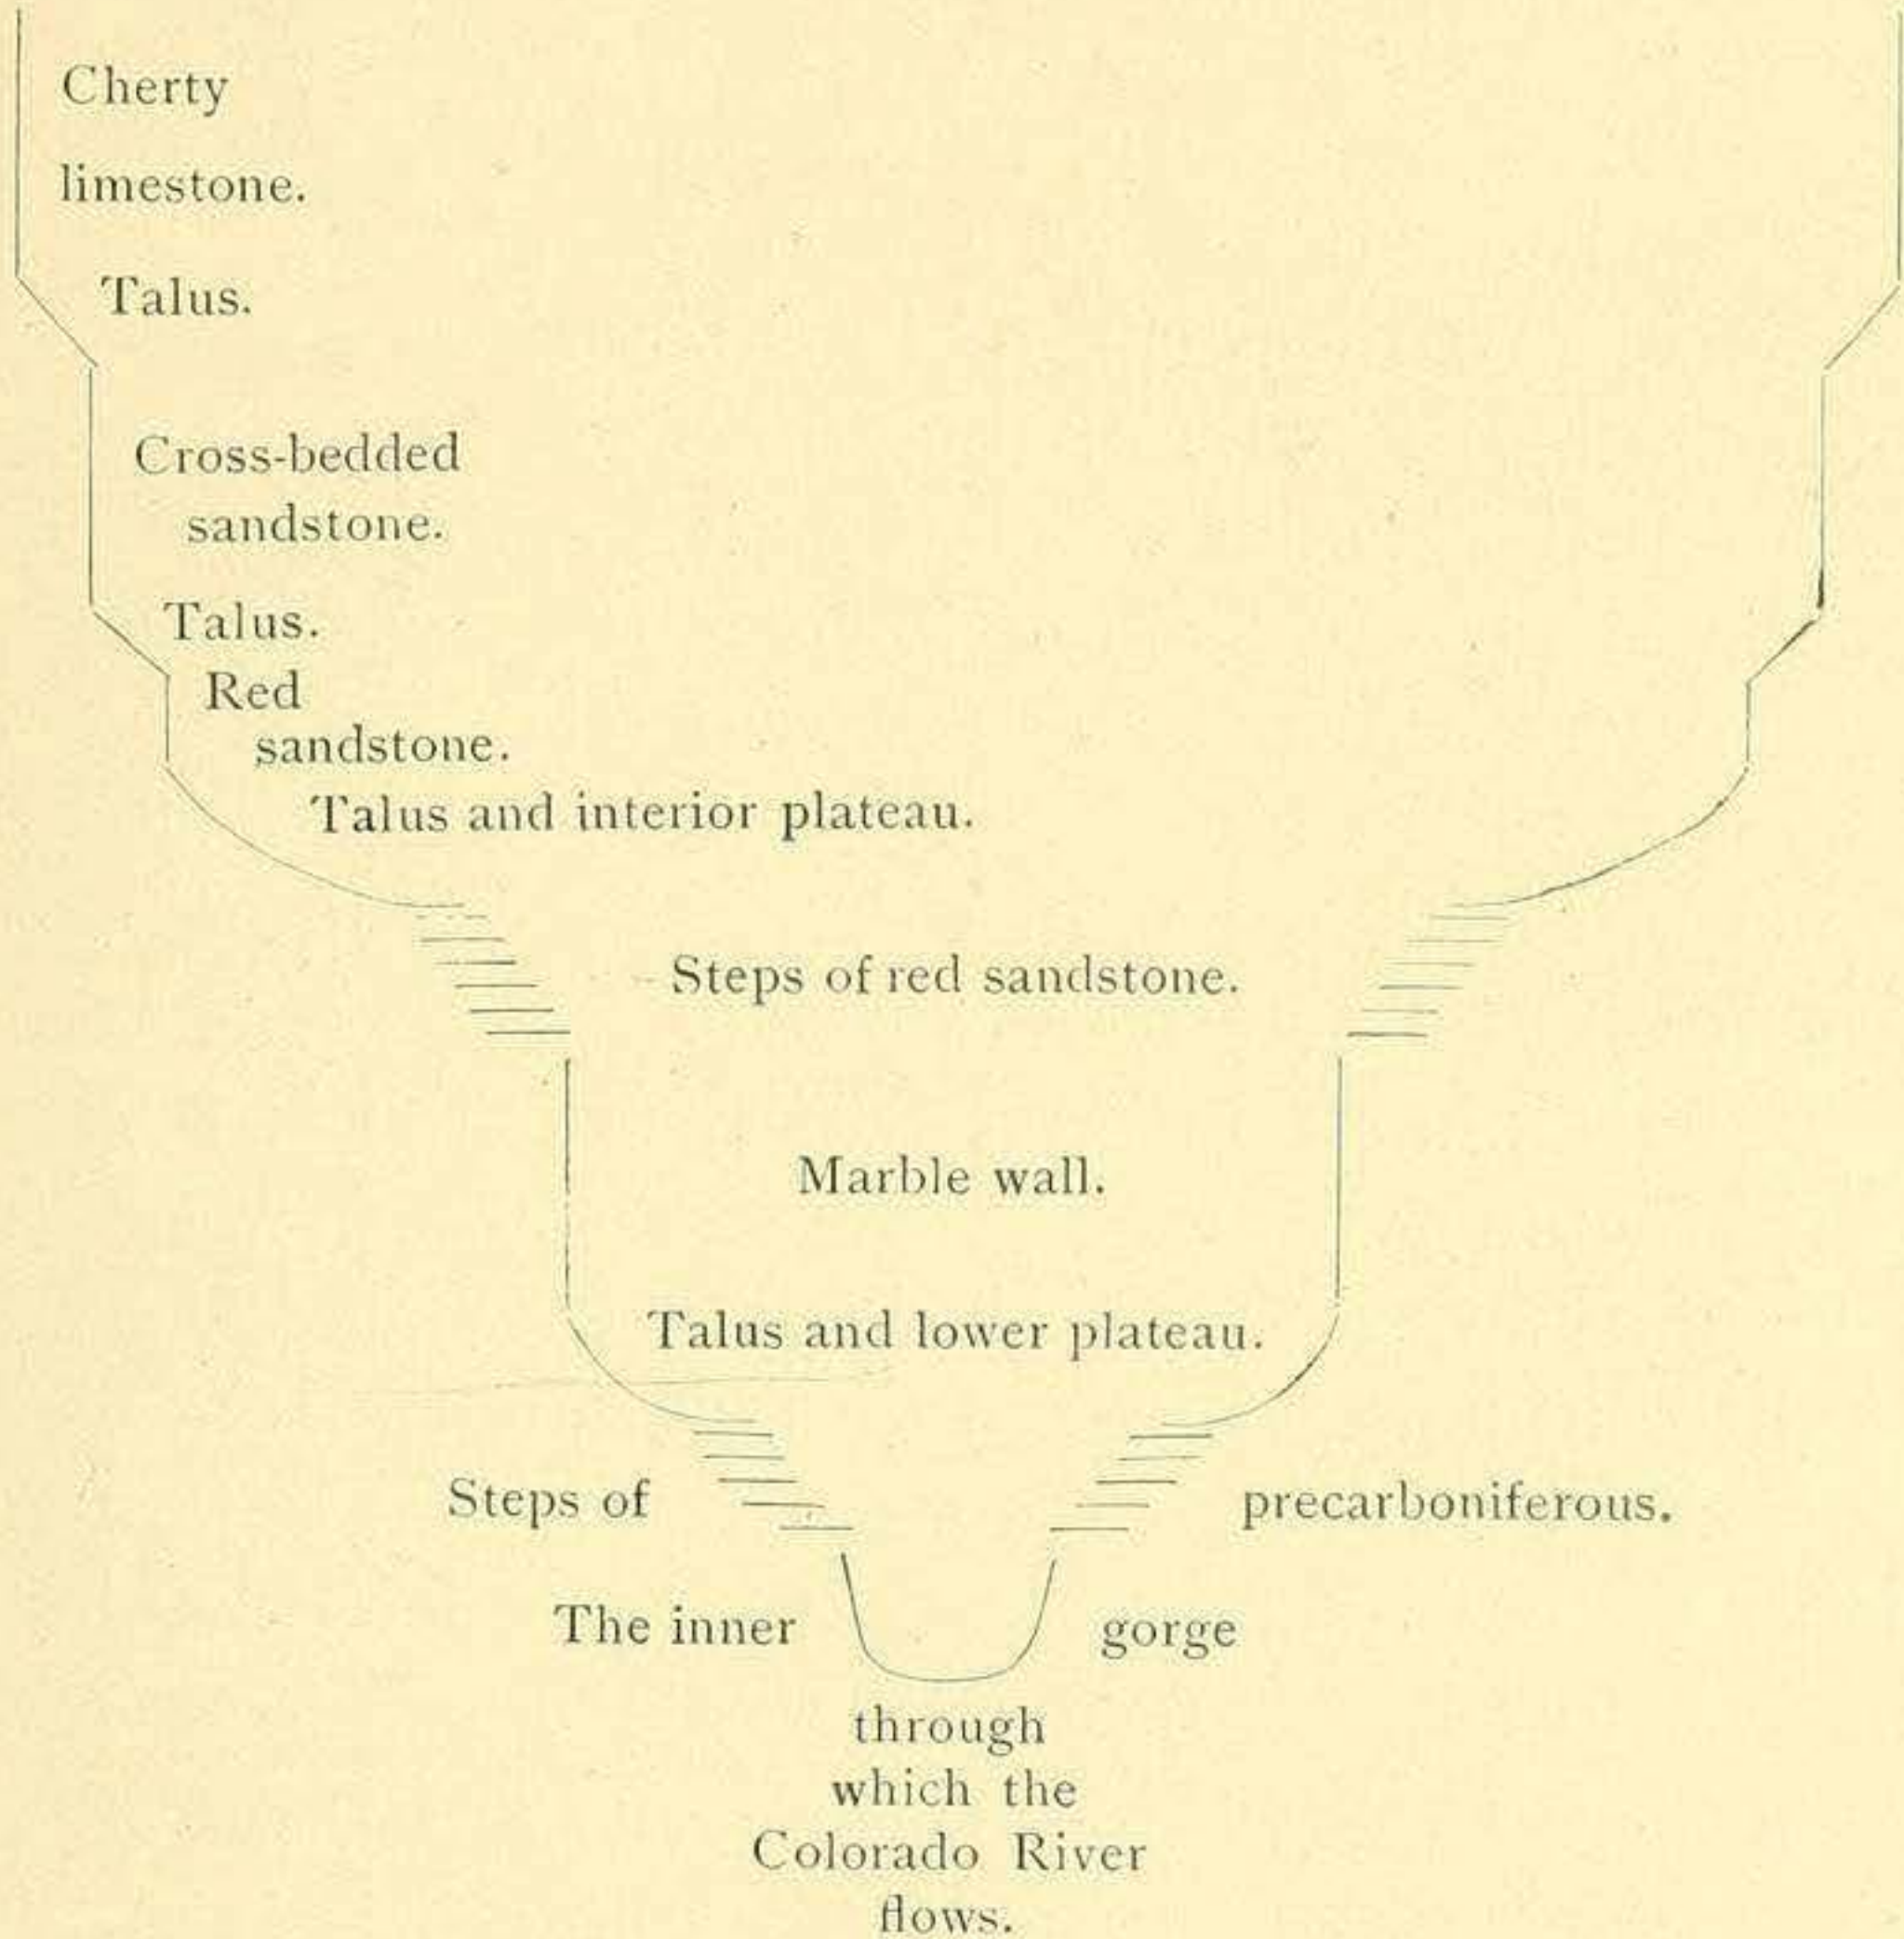 Cherty
limestone.
Talus.
Cross-bedded
sandstone.
Talus.
Red
sandstone.
Talus and interior plateau.
Steps of red sandstone.
Marble wall.
Talus and lower plateau.
Steps of precarboniferous.
The inner gorge
through
which the
Colorado River
flows.